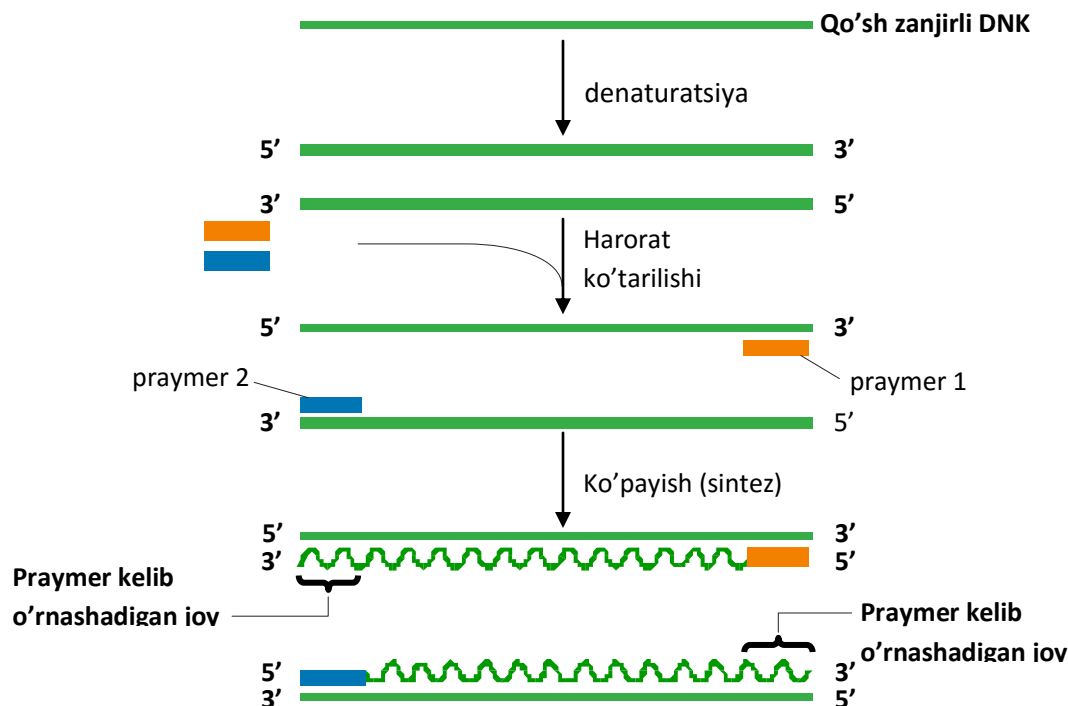 Qo’sh zanjirli DNK
denaturatsiya
5’ 3’
3’ 5’
Harorat
ko’tarilishi
5’ 3’
praymer 2
praymer 1
3’ 5’
Ko’payish (sintez)
5’ 3’
3’ 5’
Praymer kelib
o’rnashadigan joy
Praymer kelib
o’rnashadigan joy
5’ 3’
3’ 5’